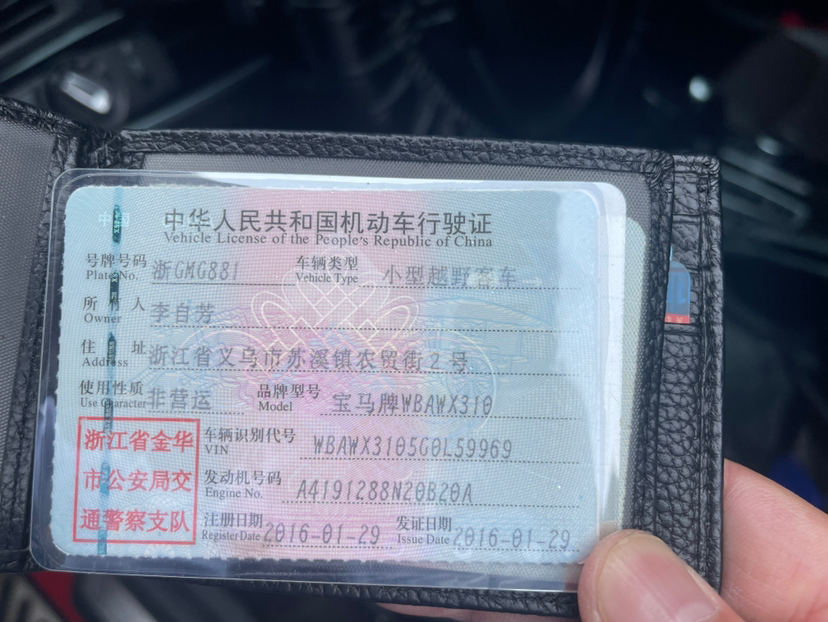 中国
中华人民共和国机动车行驶证
Vehicle License of the People's Republic of China
号牌号码 浙GMG881 车辆类型 小型越野客车
Plate No. Vehicle Type
所有人 李自芳
Owner
住址 浙江省义乌市苏溪镇农贸街2号
Address
使用性质 非营运 品牌型号 宝马牌WBAWX310
Use Character Model
浙江省金华
市公安局交
通警察支队
车辆识别代号 WBAWX3105G0L59969
VIN
发动机号码 A4191288N20B20A
Engine No.
注册日期 2016-01-29 发证日期 2016-01-29
Register Date Issue Date